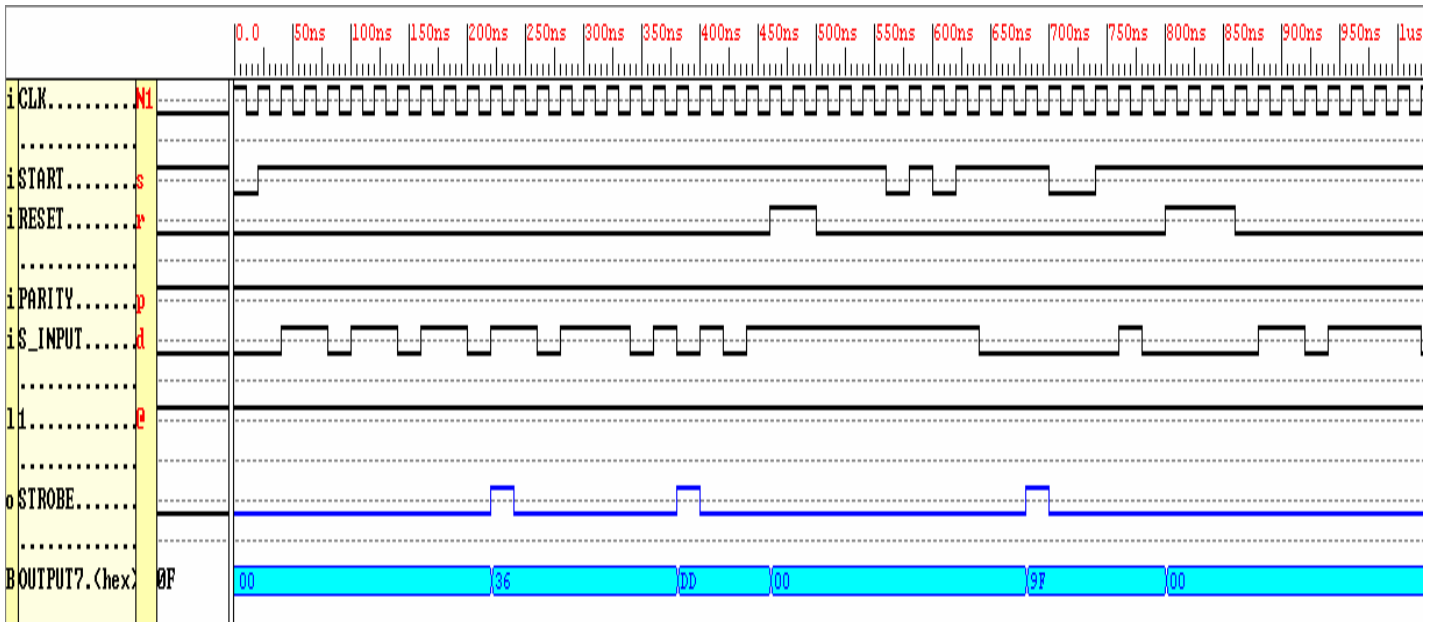 0.0 50ns 100ns 150ns 200ns 250ns 300ns 350ns 400ns 450ns 500ns 550ns 600ns 650ns 700ns 750ns 800ns 850ns 900ns 950ns 1us
i CLK.......... N1
.............
i START........ s
i RESET........ r
.............
i PARITY....... p
i S_INPUT...... d
.............
l 1............ @
.............
o STROBE.......
.............
B OUTPUT7.(hex) 0F 00 36 DD 00 9F 00